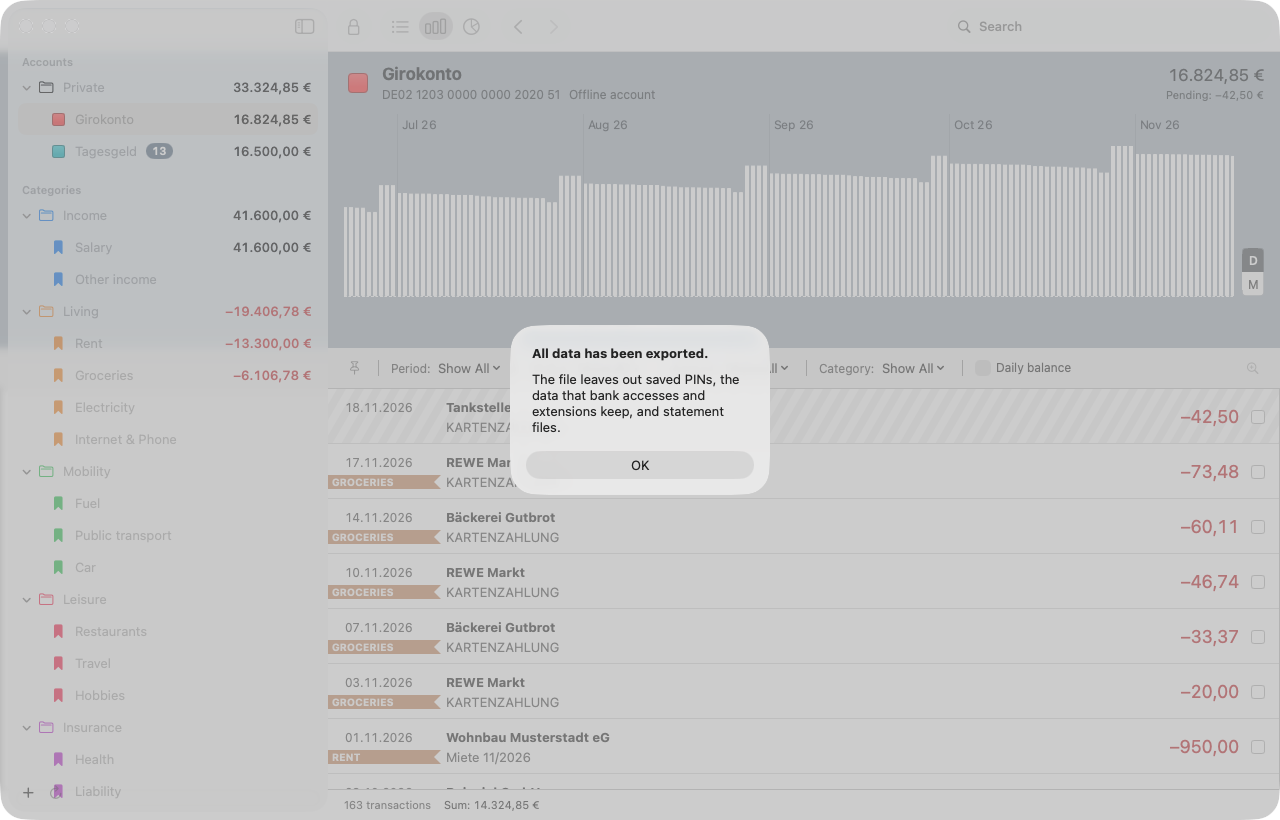 Search
Accounts
Private 33.324,85 €
Girokonto 16.824,85 €
Tagesgeld 13 16.500,00 €
Categories
Income 41.600,00 €
Salary 41.600,00 €
Other income
Living −19.406,78 €
Rent −13.300,00 €
Groceries −6.106,78 €
Electricity
Internet & Phone
Mobility
Fuel
Public transport
Car
Leisure
Restaurants
Travel
Hobbies
Insurance
Health
Liability
Girokonto 16.824,85 €
DE02 1203 0000 0000 2020 51 Offline account Pending: −42,50 €
Jul 26 Aug 26 Sep 26 Oct 26 Nov 26
D
M
All data has been exported.
The file leaves out saved PINs, the
data that bank accesses and
extensions keep, and statement
files.
OK
Period: Show All Category: Show All Daily balance
18.11.2026 Tankstelle −42,50
17.11.2026 REWE −73,48
GROCERIES
14.11.2026 Bäckerei Gutbrot −60,11
GROCERIES KARTENZAHLUNG
10.11.2026 REWE Markt −46,74
GROCERIES KARTENZAHLUNG
07.11.2026 Bäckerei Gutbrot −33,37
GROCERIES KARTENZAHLUNG
03.11.2026 REWE Markt −20,00
GROCERIES KARTENZAHLUNG
01.11.2026 Wohnbau Musterstadt eG −950,00
RENT Miete 11/2026
163 transactions Sum: 14.324,85 €